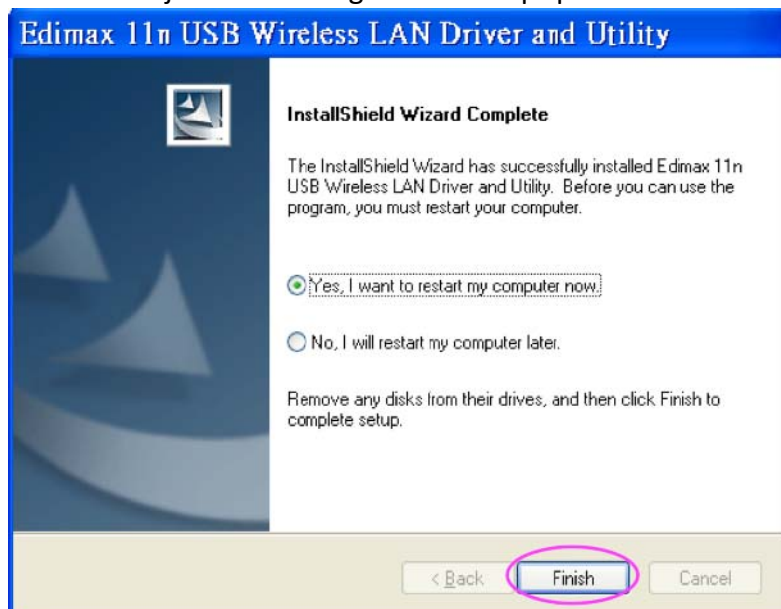 Edimax 11n USB Wireless LAN Driver and Utility
InstallShield Wizard Complete
The InstallShield Wizard has successfully installed Edimax 11n
USB Wireless LAN Driver and Utility. Before you can use the
program, you must restart your computer.
Yes, I want to restart my computer now.
No, I will restart my computer later.
Remove any disks from their drives, and then click Finish to
complete setup.
< Back Finish Cancel